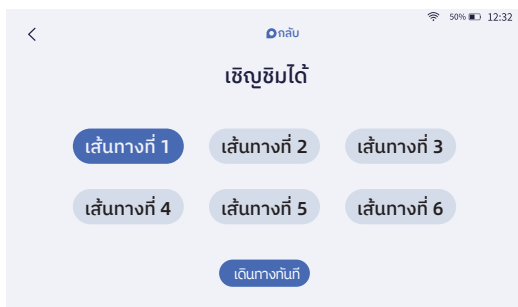 50% 12:32
กลับ
เชิญชิมได้
เส้นทางที่ 1 เส้นทางที่ 2 เส้นทางที่ 3
เส้นทางที่ 4 เส้นทางที่ 5 เส้นทางที่ 6
เดินทางทันที